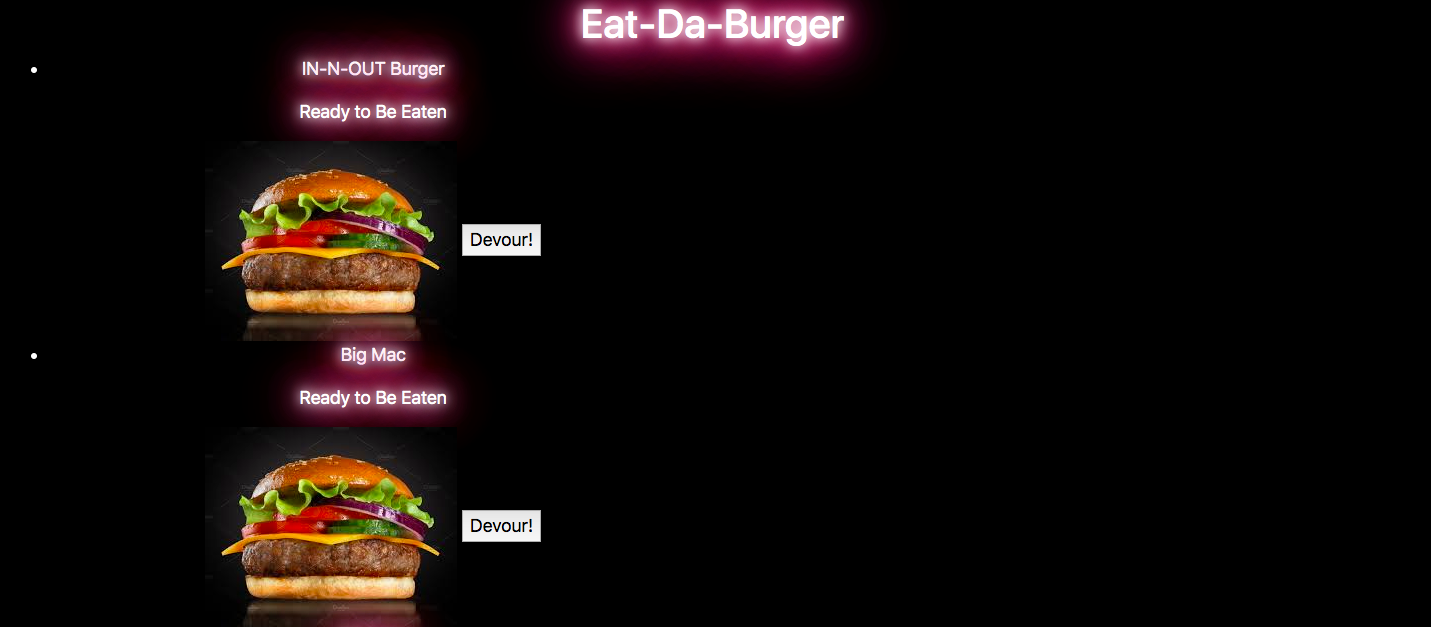 Eat-Da-Burger
IN-N-OUT Burger
Ready to Be Eaten
Devour!
Big Mac
Ready to Be Eaten
Devour!